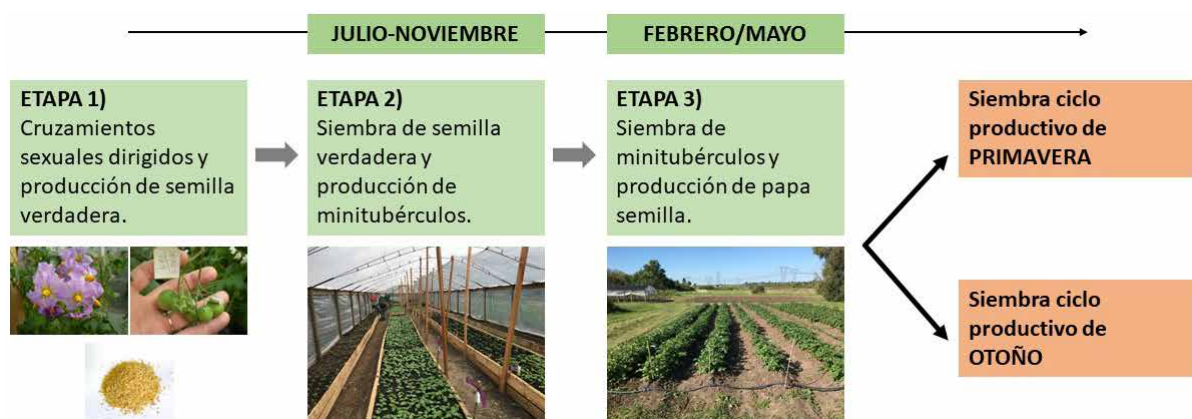 JULIO-NOVIEMBRE
FEBRERO/MAYO
ETAPA 1)
Cruzamientos
sexuales dirigidos y
producción de semilla
verdadera.
ETAPA 2)
Siembra de semilla
verdadera y
producción de
minitubérculos.
ETAPA 3)
Siembra de
minitubérculos y
producción de papa
semilla.
Siembra ciclo
productivo de
PRIMAVERA
Siembra ciclo
productivo de
OTOÑO